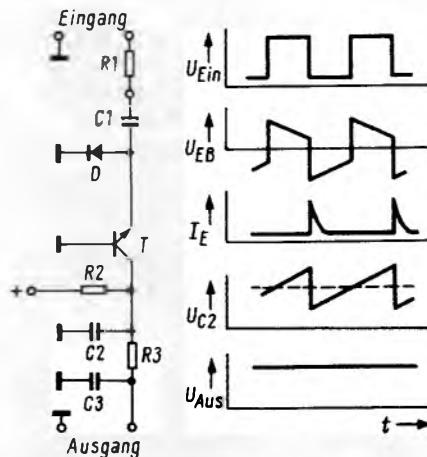 Eingang
R1
C1
D
T
R2
+
C2
R3
C3
Ausgang
U_Ein
U_EB
I_E
U_C2
U_Aus
t